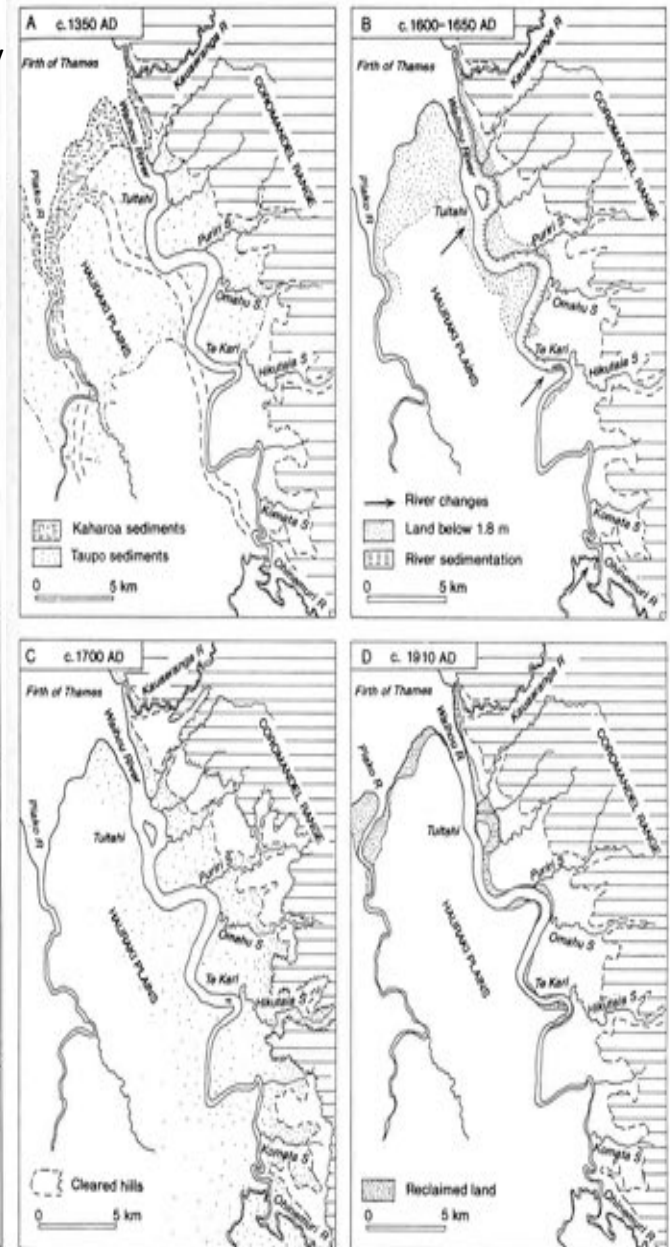 A c.1350 AD
Firth of Thames
Kauaeranga R
COROMANDEL RANGE
Waihou River
Piako R
Tuitahi
Puriri S
HAURAKI PLAINS
Omahu S
Te Kari
Hikutaia S
Kaharoa sediments
Taupo sediments
Komata S
Ohinemuri R
0 5 km
B c.1600-1650 AD
Firth of Thames
Kauaeranga R
COROMANDEL RANGE
Waihou River
Piako R
Tuitahi
Puriri S
HAURAKI PLAINS
Omahu S
Te Kari
Hikutaia S
River changes
Land below 1.8 m
River sedimentation
Komata S
Ohinemuri R
0 5 km
C c.1700 AD
Firth of Thames
Kauaeranga R
COROMANDEL RANGE
Waihou River
Piako R
Tuitahi
Puriri S
HAURAKI PLAINS
Omahu S
Te Kari
Hikutaia S
Komata S
Cleared hills
Ohinemuri R
0 5 km
D c. 1910 AD
Firth of Thames
Kauaeranga R
COROMANDEL RANGE
Waihou R
Piako R
Tuitahi
Puriri S
HAURAKI PLAINS
Omahu S
Te Kari
Hikutaia S
Komata S
Reclaimed land
Ohinemuri R
0 5 km